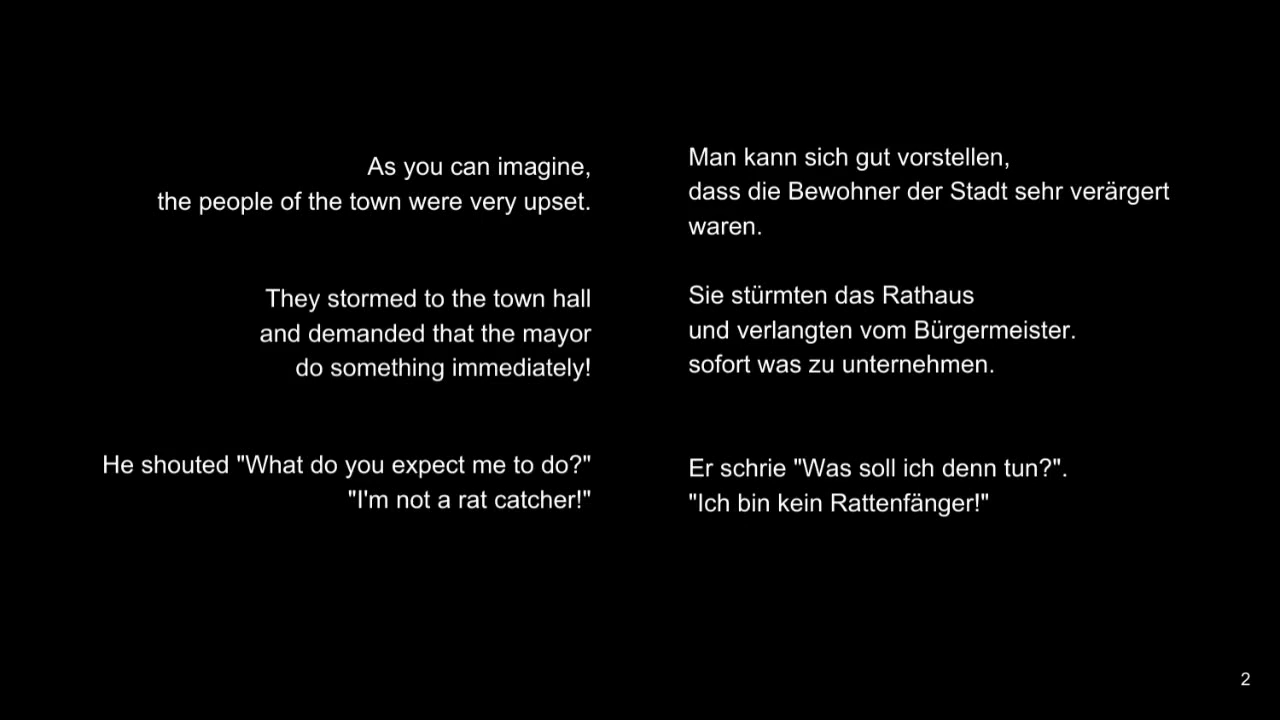 As you can imagine,
the people of the town were very upset.
They stormed to the town hall
and demanded that the mayor
do something immediately!
He shouted "What do you expect me to do?"
"I'm not a rat catcher!"
Man kann sich gut vorstellen,
dass die Bewohner der Stadt sehr verärgert
waren.
Sie stürmten das Rathaus
und verlangten vom Bürgermeister.
sofort was zu unternehmen.
Er schrie "Was soll ich denn tun?".
"Ich bin kein Rattenfänger!"
2